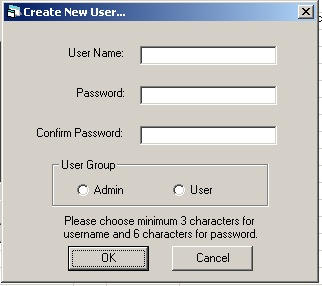 Create New User...
User Name:
Password:
Confirm Password:
User Group
Admin User
Please choose minimum 3 characters for
username and 6 characters for password.
OK Cancel